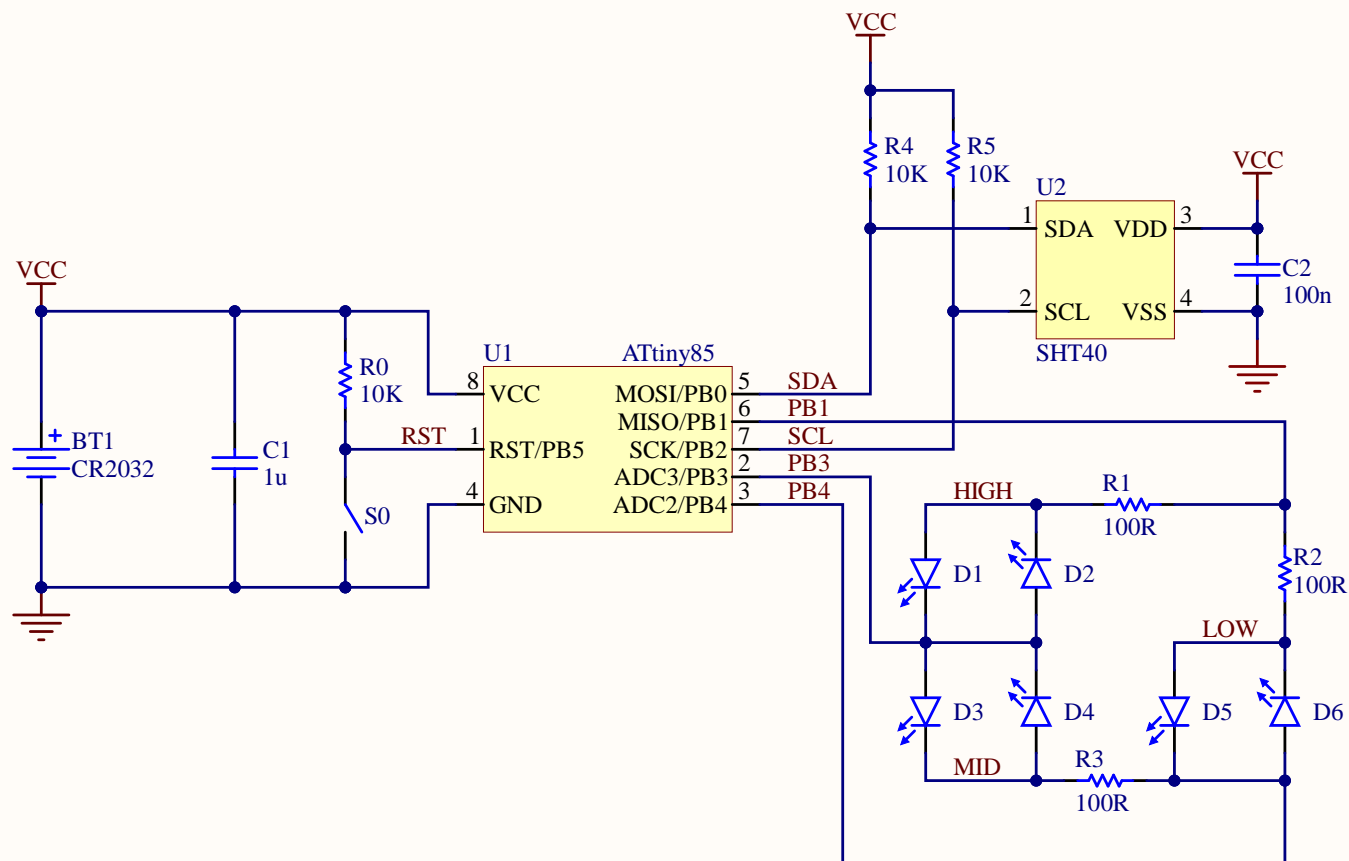 VCC
R4
10K
R5
10K
VCC
U2
1
SDA
VDD
3
C2
100n
2
SCL
VSS
4
SHT40
VCC
R0
10K
U1
ATtiny85
8
VCC
MOSI/PB0
5
SDA
MISO/PB1
6
PB1
RST
1
RST/PB5
SCK/PB2
7
SCL
ADC3/PB3
2
PB3
4
GND
ADC2/PB4
3
PB4
+
BT1
CR2032
C1
1u
S0
HIGH
R1
100R
R2
100R
D1
D2
LOW
D3
D4
D5
D6
MID
R3
100R